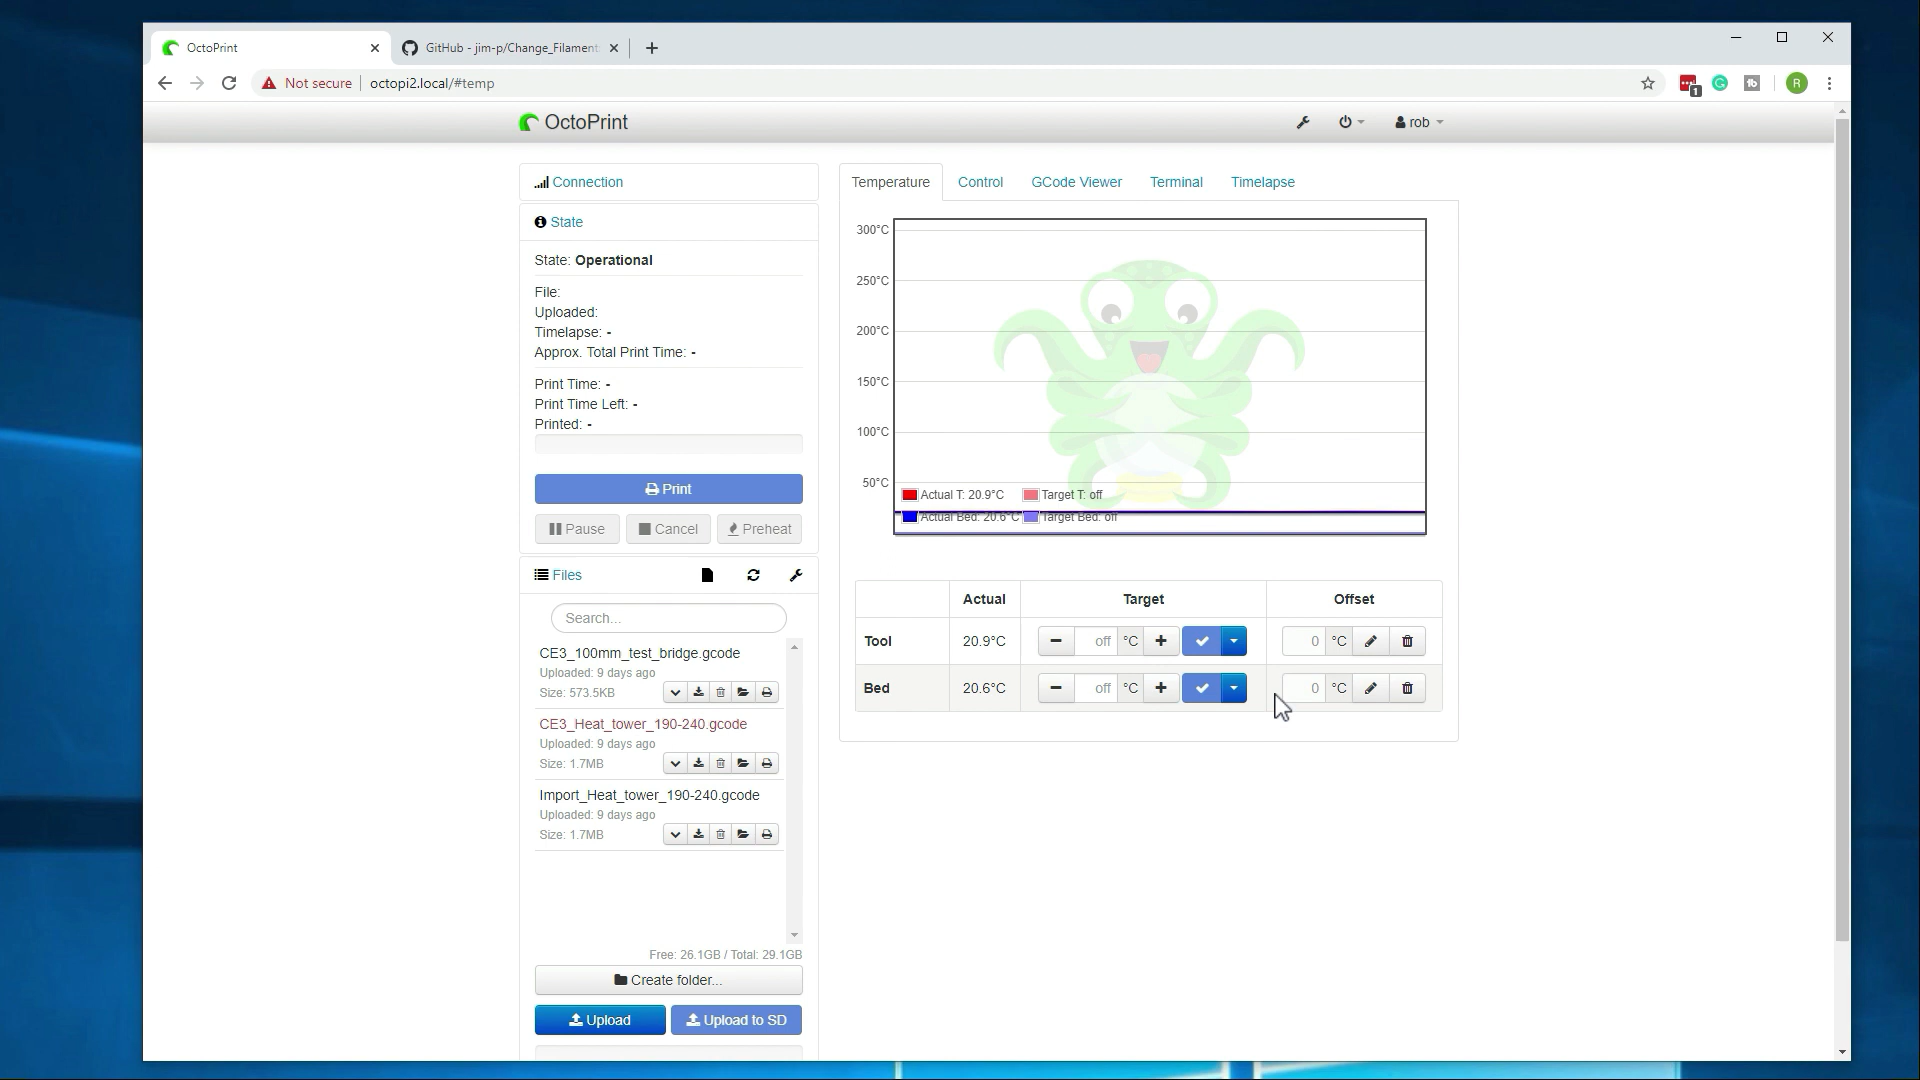 OctoPrint
GitHub - jim-p/Change_Filament
Not secure
octopi2.local/#temp
1
R
OctoPrint
rob
Connection
State
State: Operational
File:
Uploaded:
Timelapse: -
Approx. Total Print Time: -
Print Time: -
Print Time Left: -
Printed: -
Print
Pause
Cancel
Preheat
Files
Search...
CE3_100mm_test_bridge.gcode
Uploaded: 9 days ago
Size: 573.5KB
CE3_Heat_tower_190-240.gcode
Uploaded: 9 days ago
Size: 1.7MB
Import_Heat_tower_190-240.gcode
Uploaded: 9 days ago
Size: 1.7MB
Free: 26.1GB / Total: 29.1GB
Create folder...
Upload
Upload to SD
Temperature
Control
GCode Viewer
Terminal
Timelapse
300°C
250°C
200°C
150°C
100°C
50°C
Actual T: 20.9°C
Target T: off
Actual Bed: 20.6°C
Target Bed: off
Actual
Target
Offset
Tool
20.9°C
off
°C
0
°C
Bed
20.6°C
off
°C
0
°C